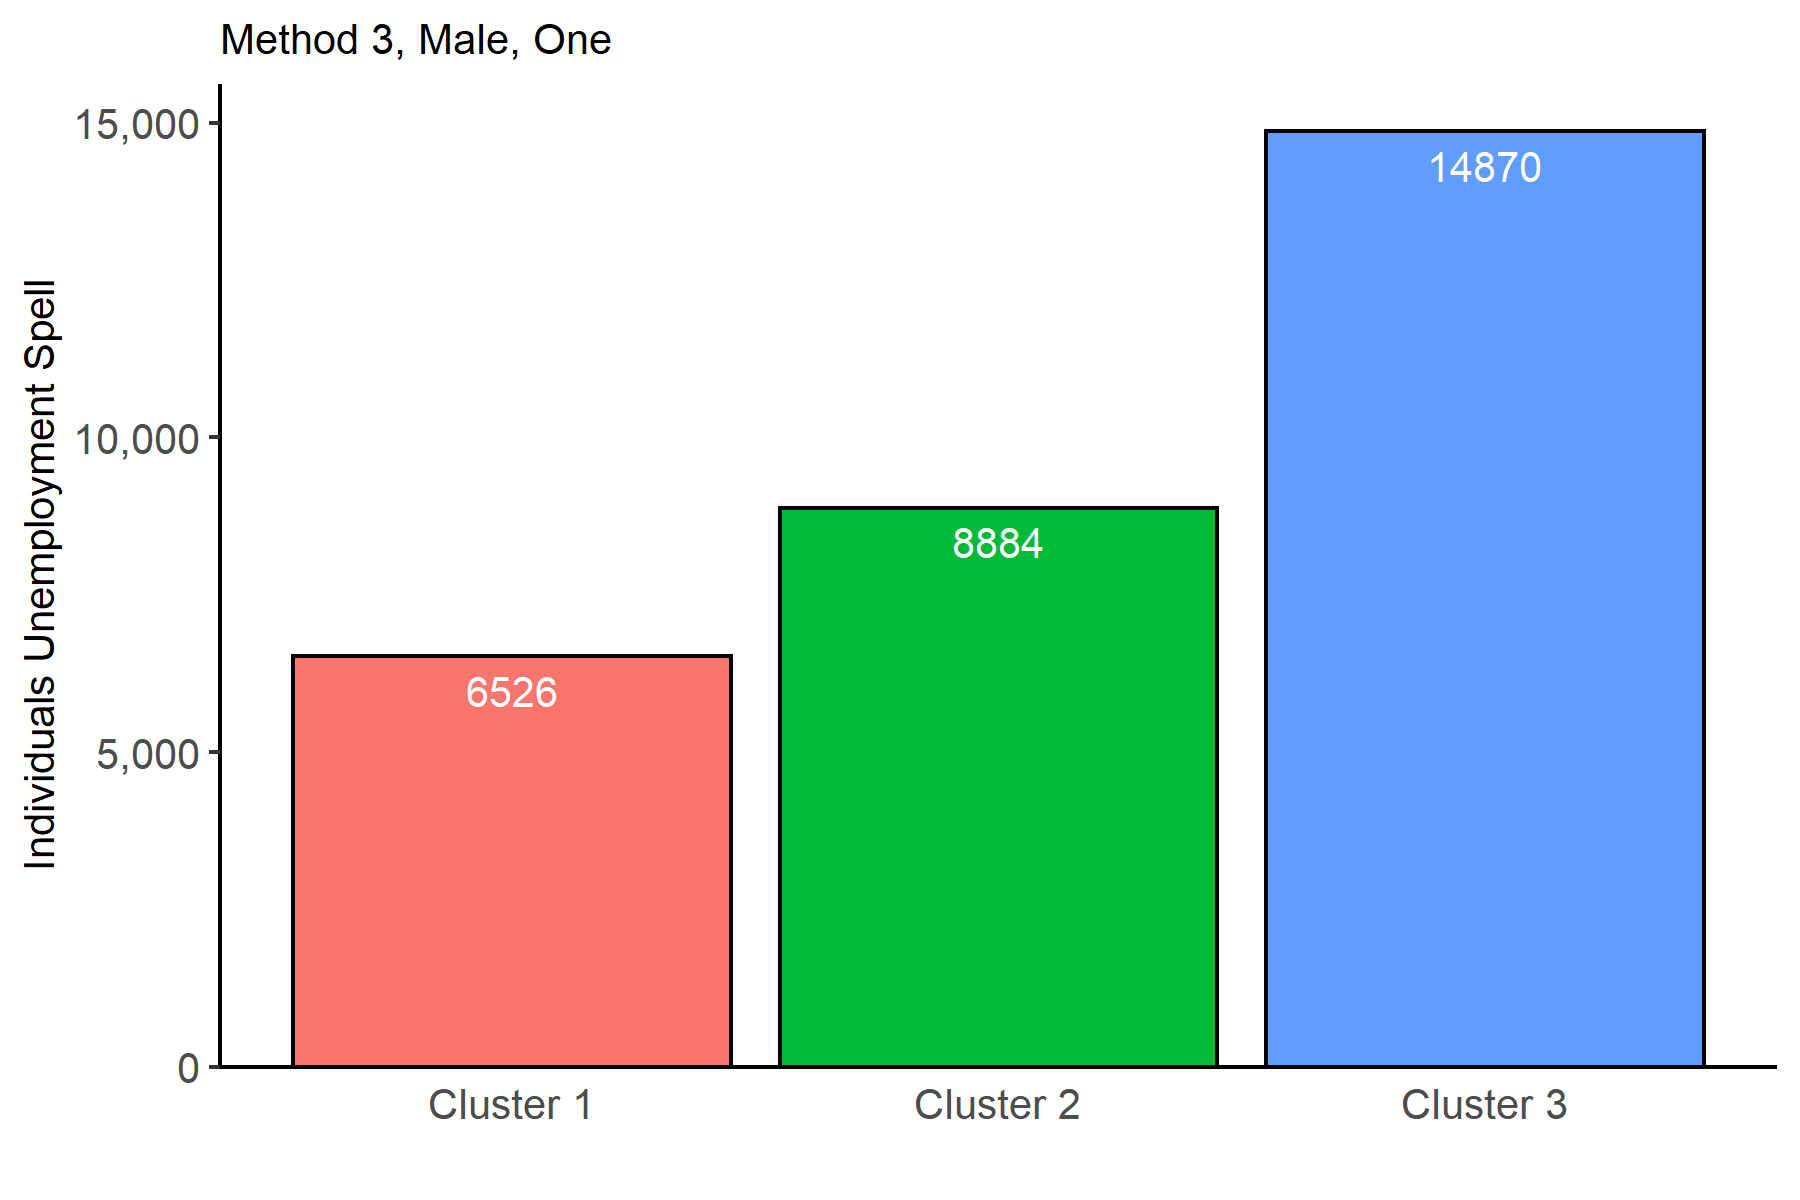 Method 3, Male, One
Individuals Unemployment Spell
15,000
10,000
5,000
0
6526
8884
14870
Cluster 1
Cluster 2
Cluster 3